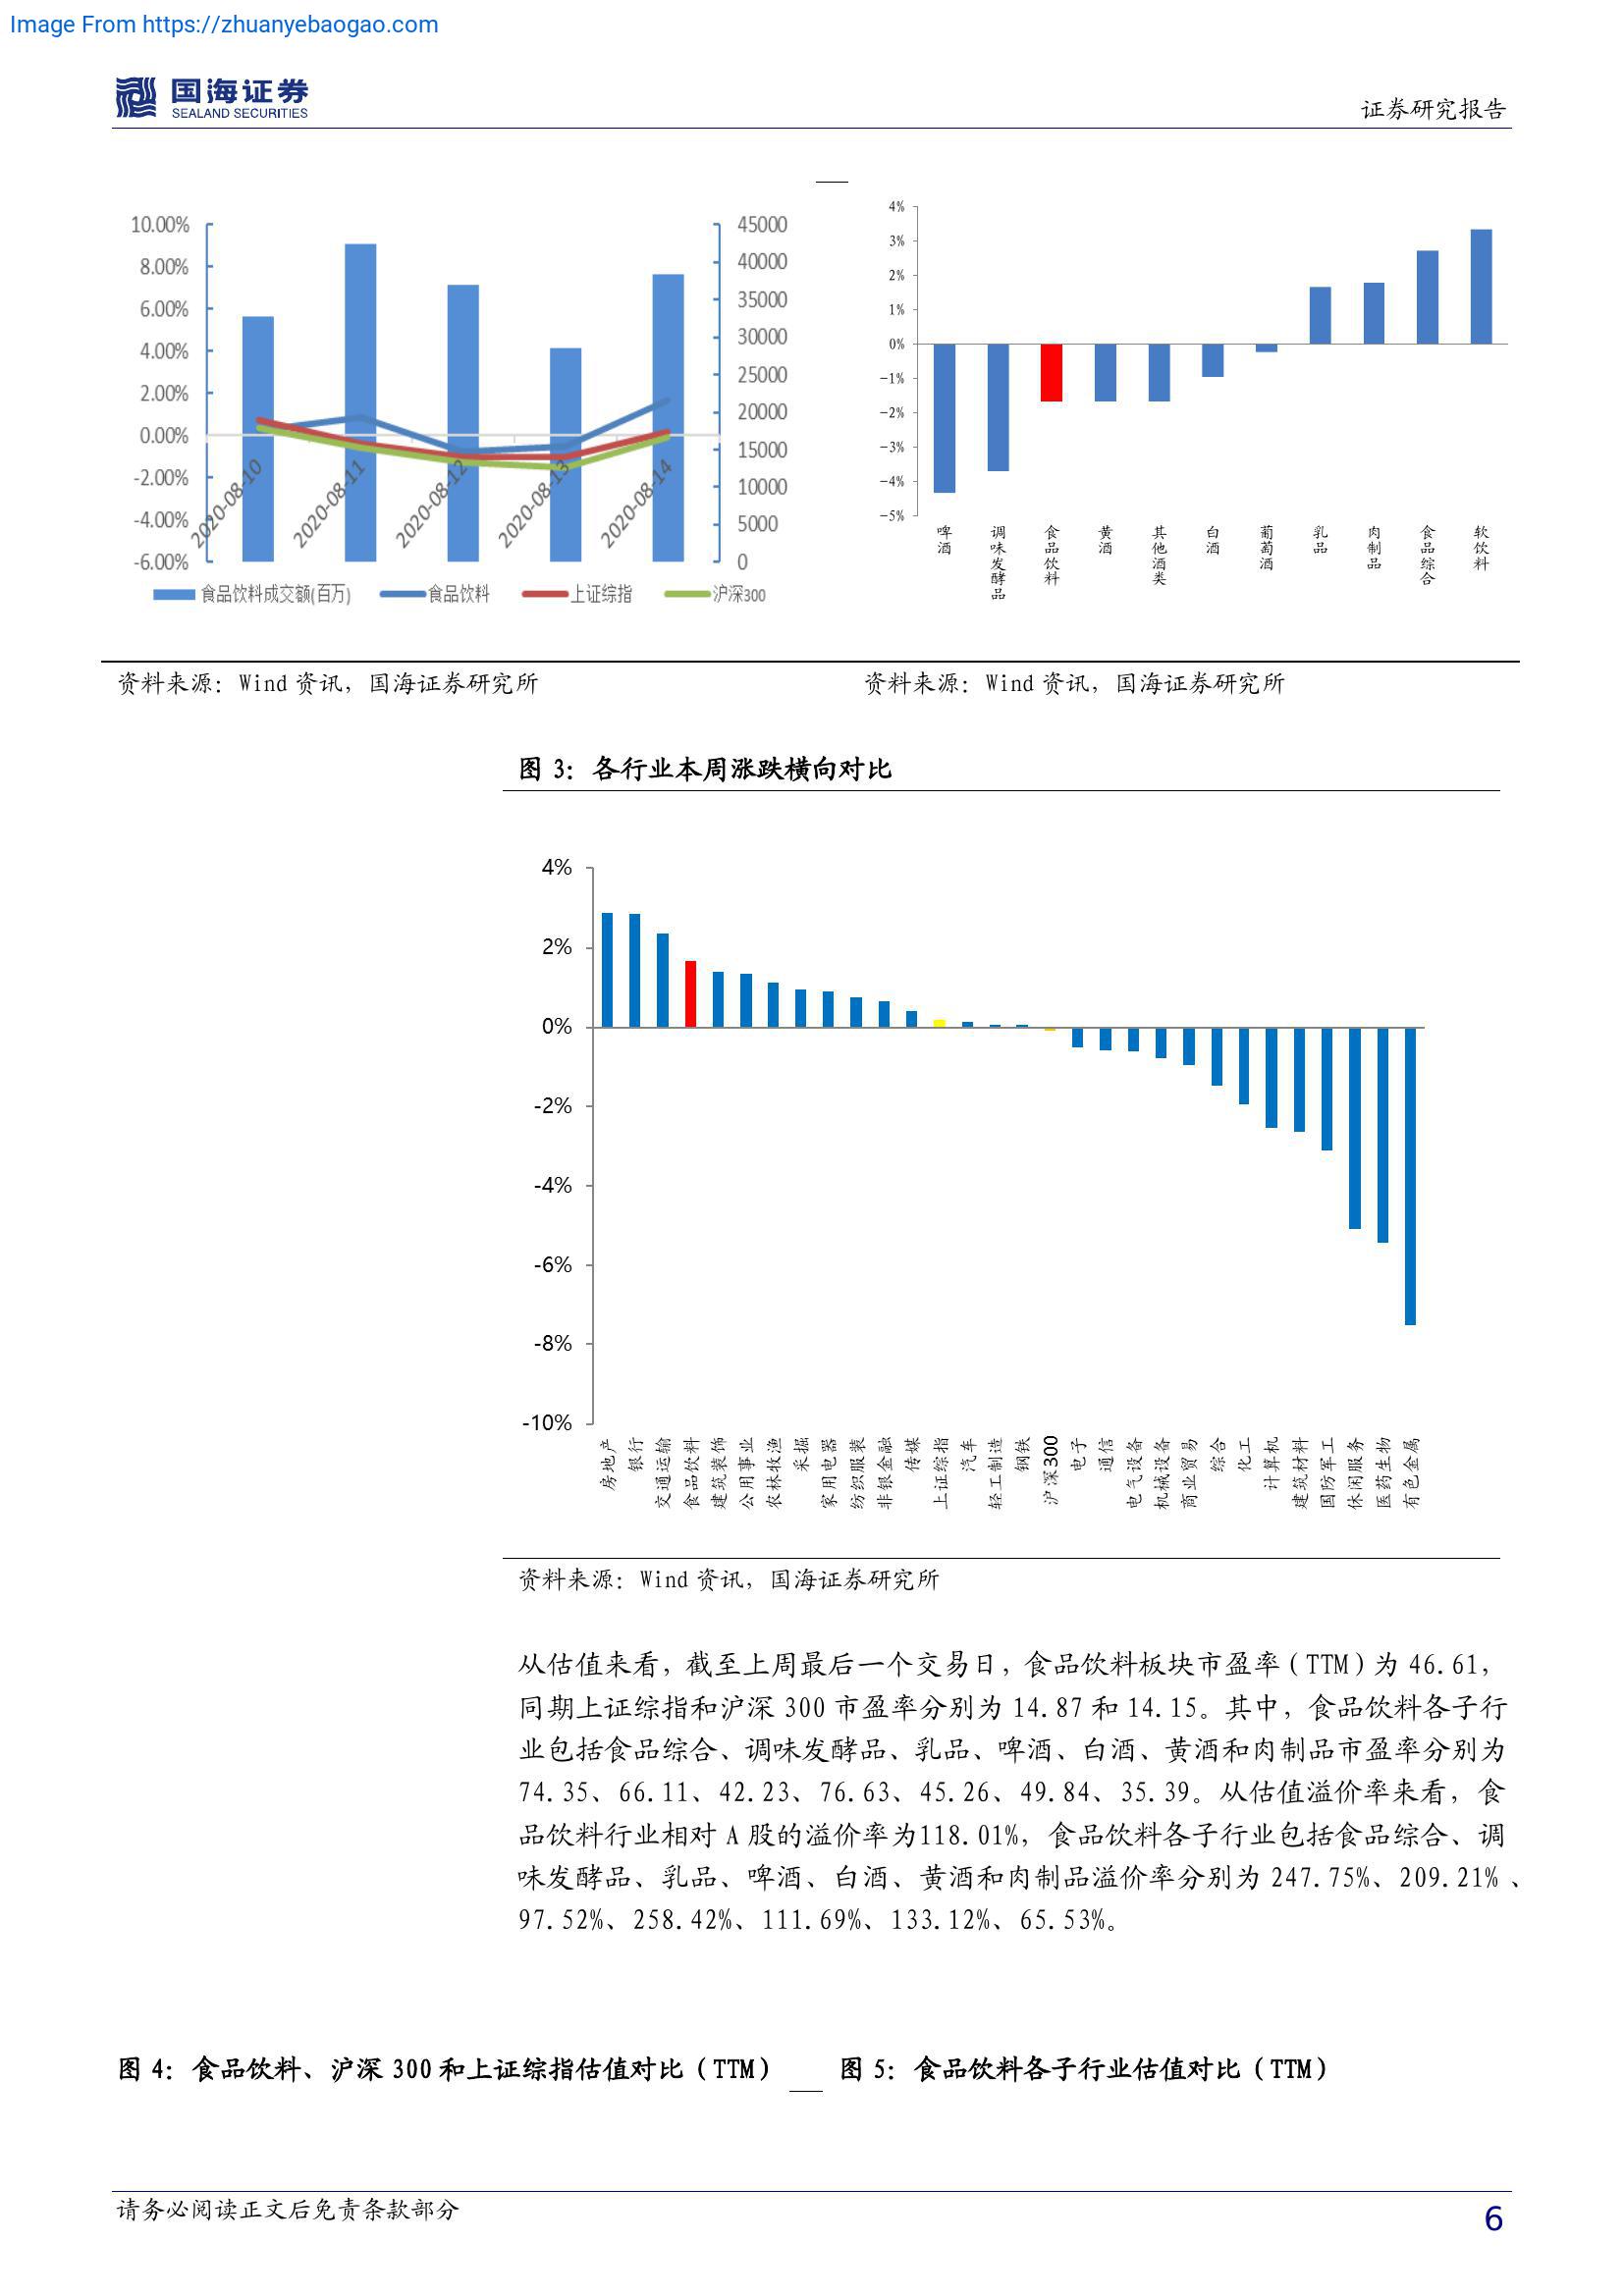 Image From https://zhuanyebaogao.com
国海证券
SEALAND SECURITIES
证券研究报告
10.00%
8.00%
6.00%
4.00%
2.00%
0.00%
-2.00%
-4.00%
-6.00%
45000
40000
35000
30000
25000
20000
15000
10000
5000
0
2020-08-10
2020-08-11
2020-08-12
2020-08-13
2020-08-14
食品饮料成交额(百万) 食品饮料 上证综指 沪深300
4%
3%
2%
1%
0%
-1%
-2%
-3%
-4%
-5%
啤酒
调味发酵品
食品饮料
黄酒
其他酒类
白酒
葡萄酒
乳品
肉制品
食品综合
软饮料
资料来源：Wind 资讯，国海证券研究所
资料来源：Wind 资讯，国海证券研究所
图 3：各行业本周涨跌横向对比
4%
2%
0%
-2%
-4%
-6%
-8%
-10%
房地产
银行
交通运输
食品饮料
建筑装饰
公用事业
农林牧渔
采掘
家用电器
纺织服装
非银金融
传媒
上证综指
汽车
轻工制造
钢铁
沪深300
电子
通信
电气设备
机械设备
商业贸易
综合
化工
计算机
建筑材料
国防军工
休闲服务
医药生物
有色金属
资料来源：Wind 资讯，国海证券研究所
从估值来看，截至上周最后一个交易日，食品饮料板块市盈率（TTM）为 46.61，
同期上证综指和沪深 300 市盈率分别为 14.87 和 14.15。其中，食品饮料各子行
业包括食品综合、调味发酵品、乳品、啤酒、白酒、黄酒和肉制品市盈率分别为
74.35、66.11、42.23、76.63、45.26、49.84、35.39。从估值溢价率来看，食
品饮料行业相对 A 股的溢价率为118.01%，食品饮料各子行业包括食品综合、调
味发酵品、乳品、啤酒、白酒、黄酒和肉制品溢价率分别为 247.75%、209.21% 、
97.52%、258.42%、111.69%、133.12%、65.53%。
图 4：食品饮料、沪深 300 和上证综指估值对比（TTM）
图 5：食品饮料各子行业估值对比（TTM）
请务必阅读正文后免责条款部分
6